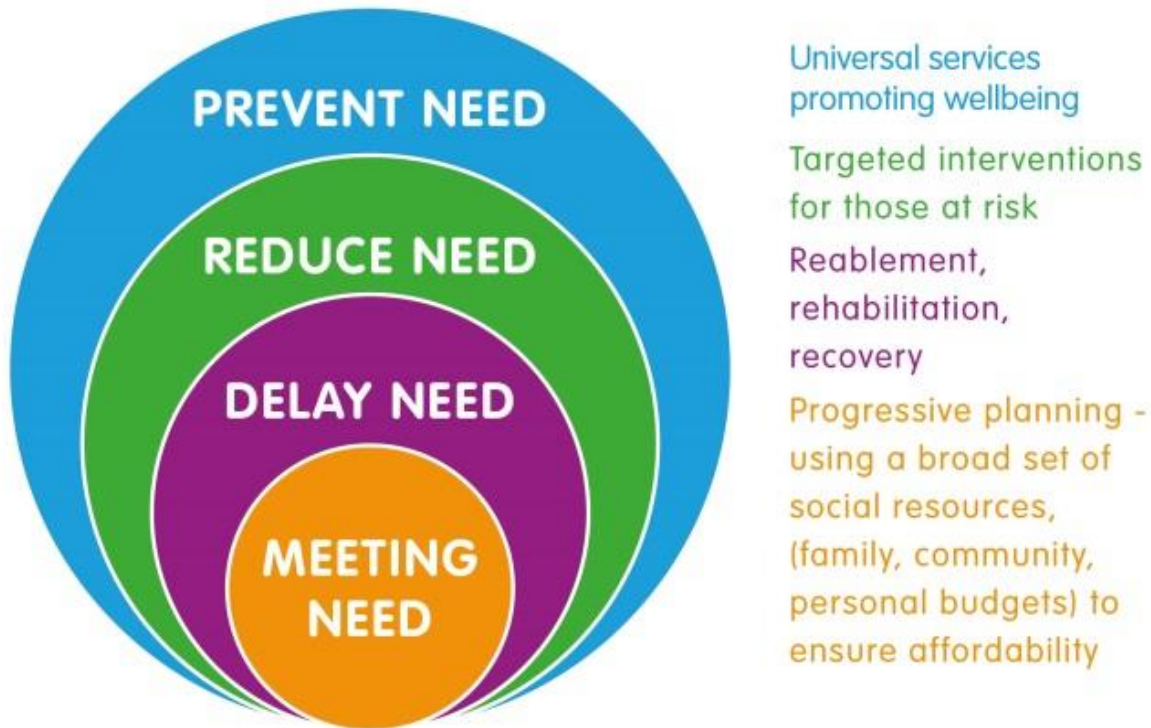 PREVENT NEED
REDUCE NEED
DELAY NEED
MEETING
NEED
Universal services
promoting wellbeing
Targeted interventions
for those at risk
Reablement,
rehabilitation,
recovery
Progressive planning -
using a broad set of
social resources,
(family, community,
personal budgets) to
ensure affordability